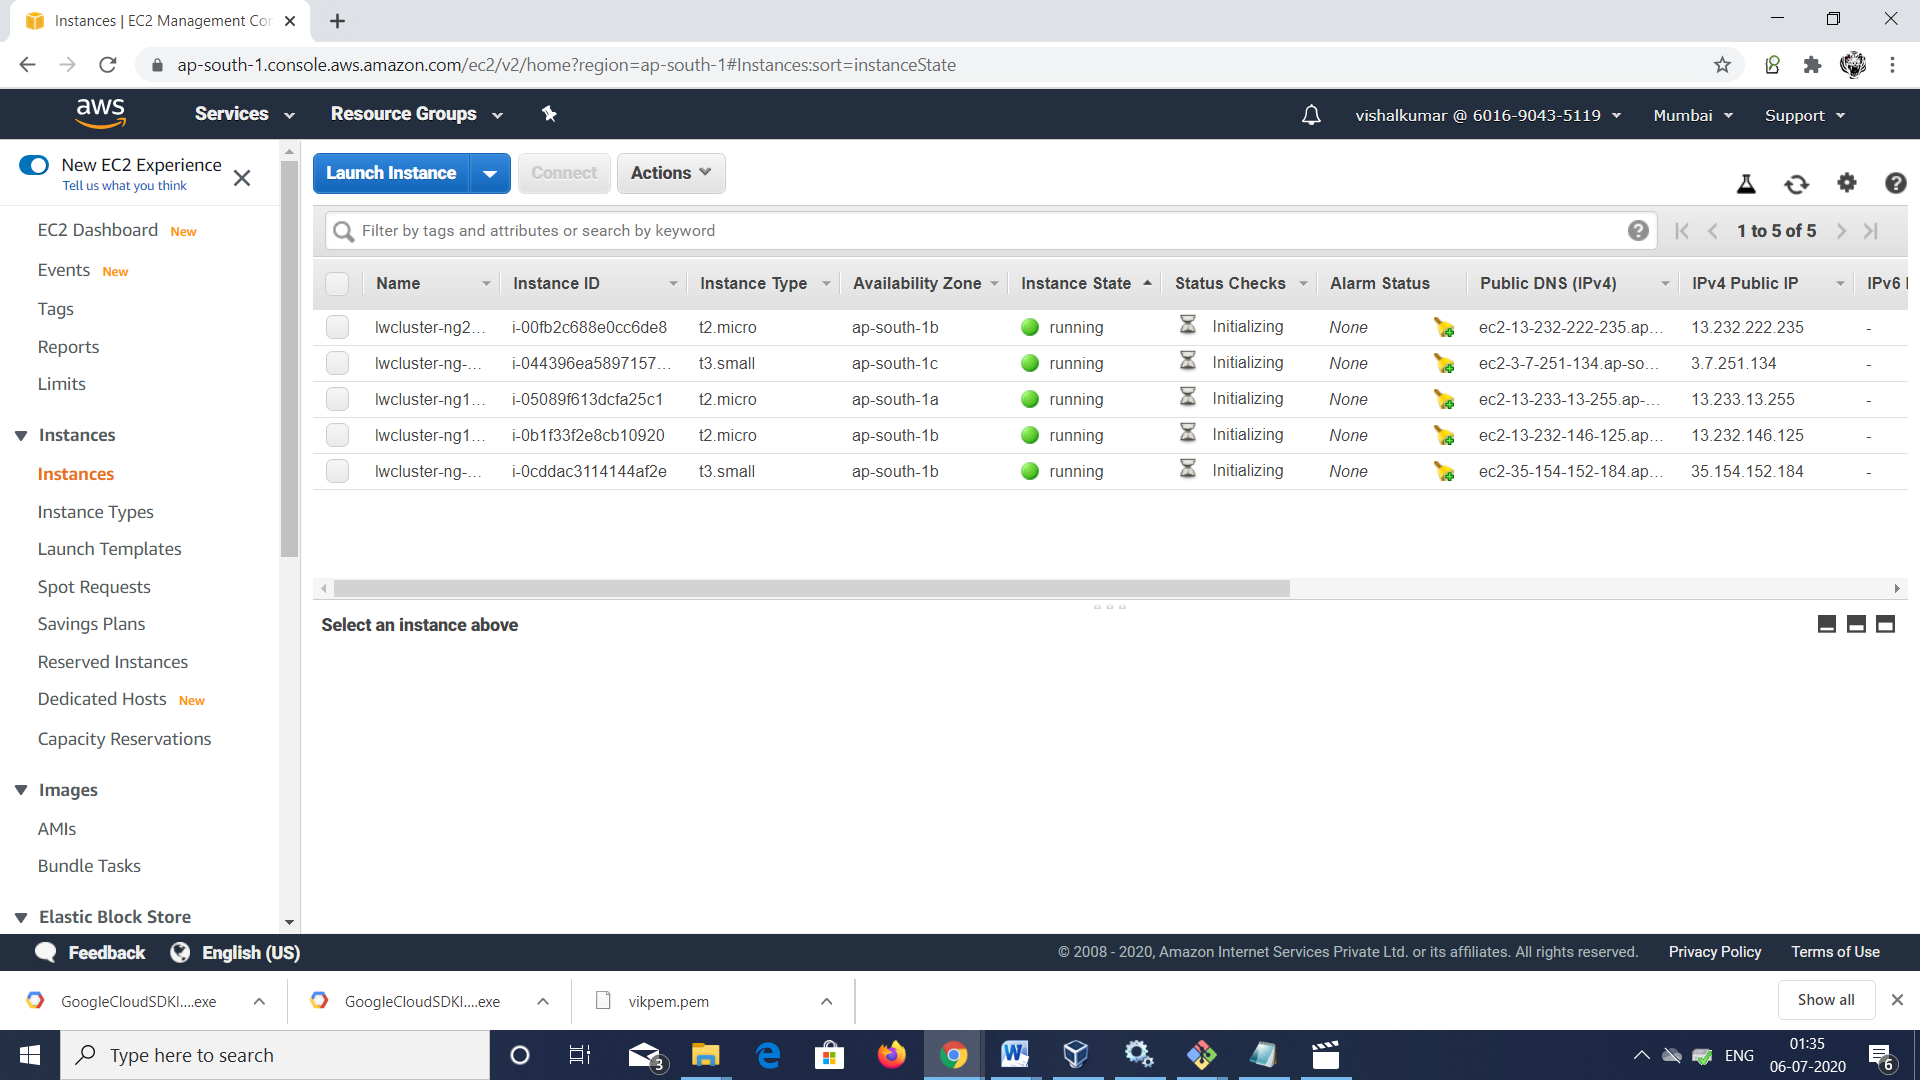 Instances | EC2 Management Con
ap-south-1.console.aws.amazon.com/ec2/v2/home?region=ap-south-1#Instances:sort=instanceState
aws Services Resource Groups vishalkumar @ 6016-9043-5119 Mumbai Support
New EC2 Experience
Tell us what you think
EC2 Dashboard New
Events New
Tags
Reports
Limits
Instances
Instances
Instance Types
Launch Templates
Spot Requests
Savings Plans
Reserved Instances
Dedicated Hosts New
Capacity Reservations
Images
AMIs
Bundle Tasks
Elastic Block Store
Launch Instance Connect Actions
Filter by tags and attributes or search by keyword 1 to 5 of 5
Name Instance ID Instance Type Availability Zone Instance State Status Checks Alarm Status Public DNS (IPv4) IPv4 Public IP IPv6
lwcluster-ng2... i-00fb2c688e0cc6de8 t2.micro ap-south-1b running Initializing None ec2-13-232-222-235.ap... 13.232.222.235 -
lwcluster-ng-... i-044396ea5897157... t3.small ap-south-1c running Initializing None ec2-3-7-251-134.ap-so... 3.7.251.134 -
lwcluster-ng1... i-05089f613dcfa25c1 t2.micro ap-south-1a running Initializing None ec2-13-233-13-255.ap-... 13.233.13.255 -
lwcluster-ng1... i-0b1f33f2e8cb10920 t2.micro ap-south-1b running Initializing None ec2-13-232-146-125.ap... 13.232.146.125 -
lwcluster-ng-... i-0cddac3114144af2e t3.small ap-south-1b running Initializing None ec2-35-154-152-184.ap... 35.154.152.184 -
Select an instance above
Feedback English (US) © 2008 - 2020, Amazon Internet Services Private Ltd. or its affiliates. All rights reserved. Privacy Policy Terms of Use
GoogleCloudSDKI....exe GoogleCloudSDKI....exe vikpem.pem Show all
Type here to search 3 ENG 01:35
06-07-2020 6